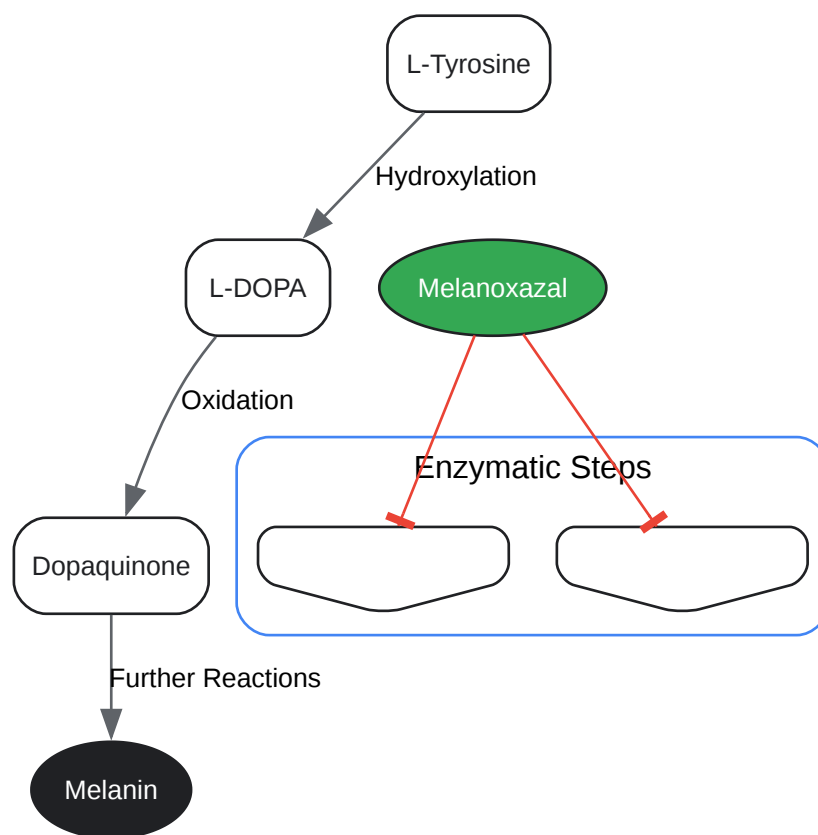 L-Tyrosine
Hydroxylation
L-DOPA
Melanoxazal
Oxidation
Enzymatic Steps
Dopaquinone
Further Reactions
Melanin